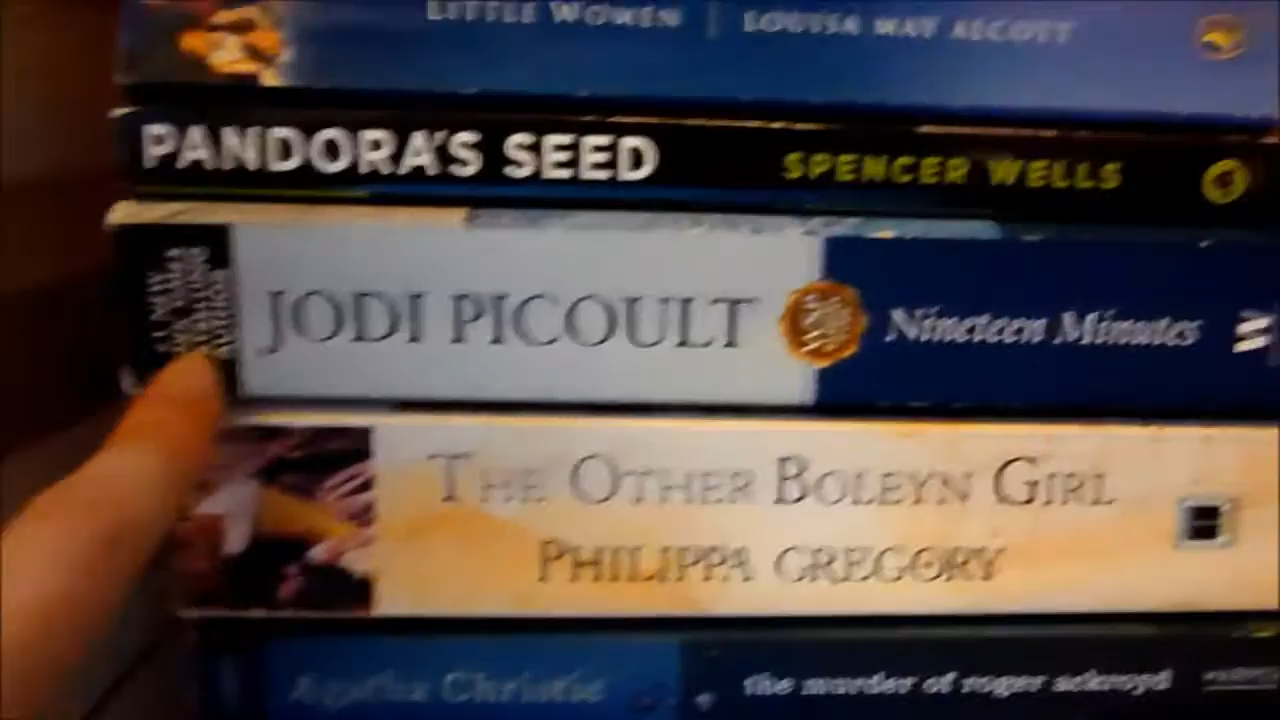 LITTLE WOMEN | LOUISA MAY ALCOTT
PANDORA'S SEED SPENCER WELLS
JODI PICOULT Nineteen Minutes
THE OTHER BOLEYN GIRL
PHILIPPA GREGORY
Agatha Christie the murder of roger ackroyd